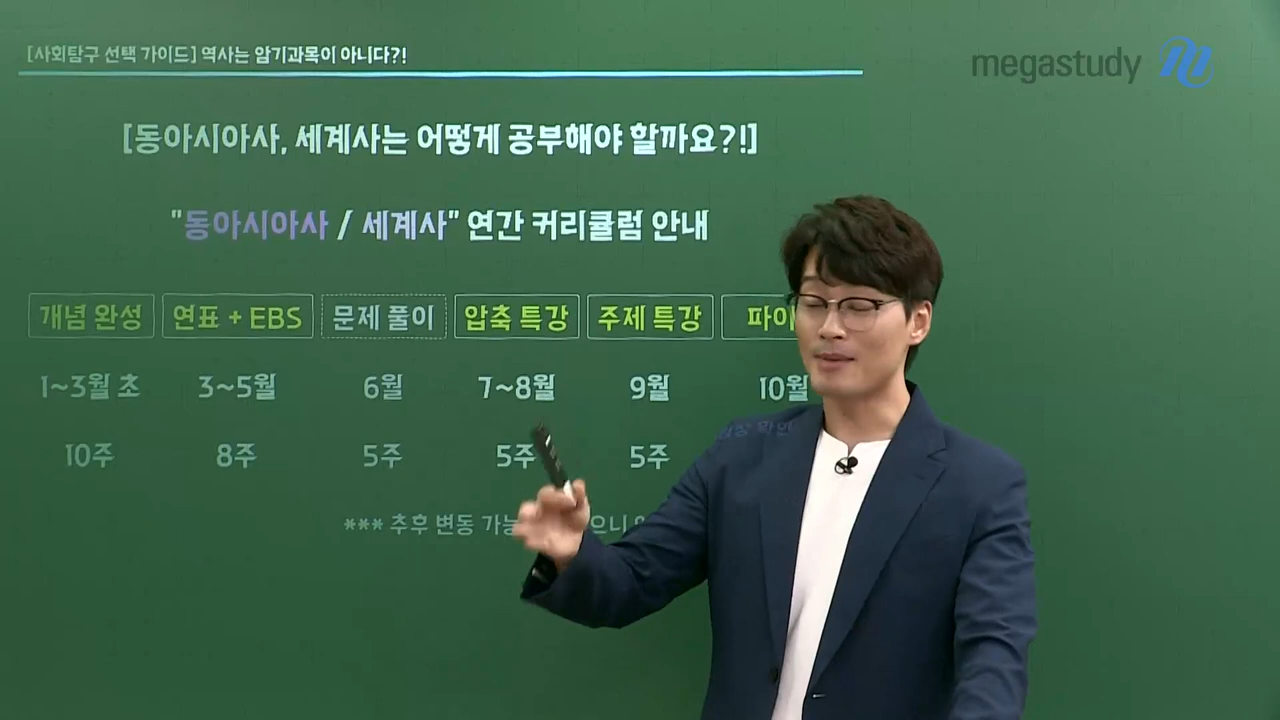 [사회탐구 선택 가이드] 역사는 암기과목이 아니다?!
megastudy
[동아시아사, 세계사는 어떻게 공부해야 할까요?!]
"동아시아사 / 세계사" 연간 커리큘럼 안내
개념 완성 연표 + EBS 문제 풀이 압축 특강 주제 특강
1~3월 초 3~5월 6월 7~8월 9월 10월
10주 8주 5주 5주 5주
*** 추후 변동